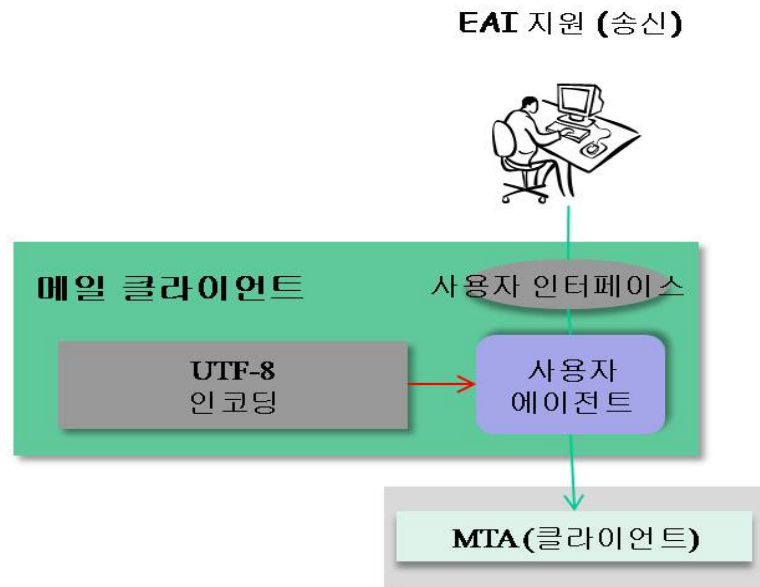 EAI 지원 (송신)
메일 클라이언트
사용자 인터페이스
UTF-8
인코딩
사용자
에이전트
MTA(클라이언트)